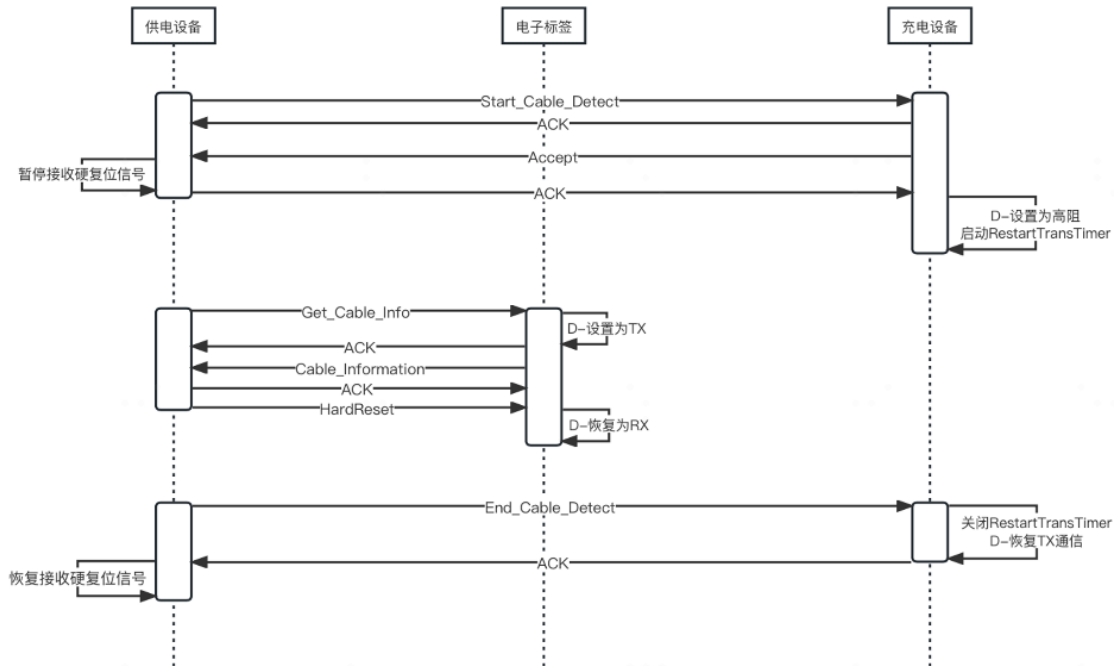 供电设备
电子标签
充电设备
Start_Cable_Detect
ACK
Accept
暂停接收硬复位信号
ACK
D-设置为高阻
启动RestartTransTimer
Get_Cable_Info
D-设置为TX
ACK
Cable_Information
ACK
HardReset
D-恢复为RX
End_Cable_Detect
关闭RestartTransTimer
D-恢复TX通信
ACK
恢复接收硬复位信号